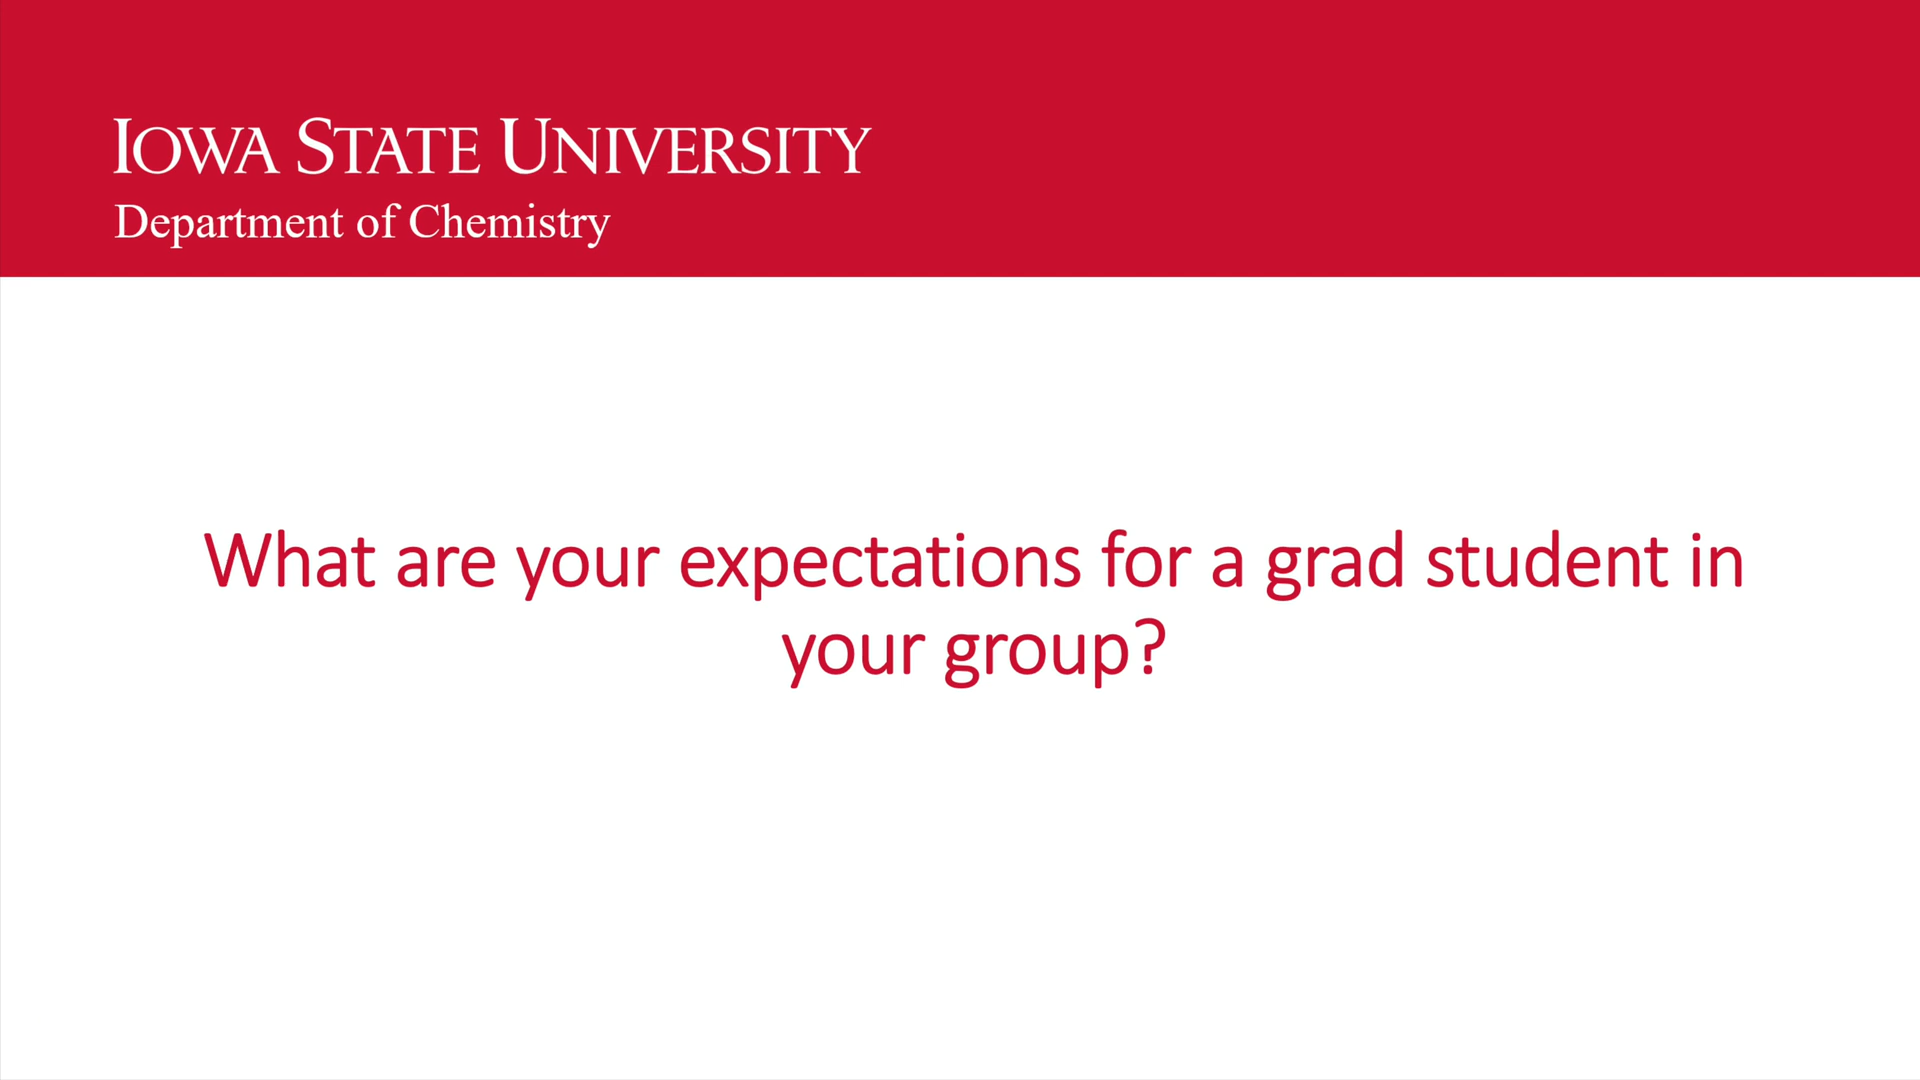 IOWA STATE UNIVERSITY
Department of Chemistry
What are your expectations for a grad student in
your group?